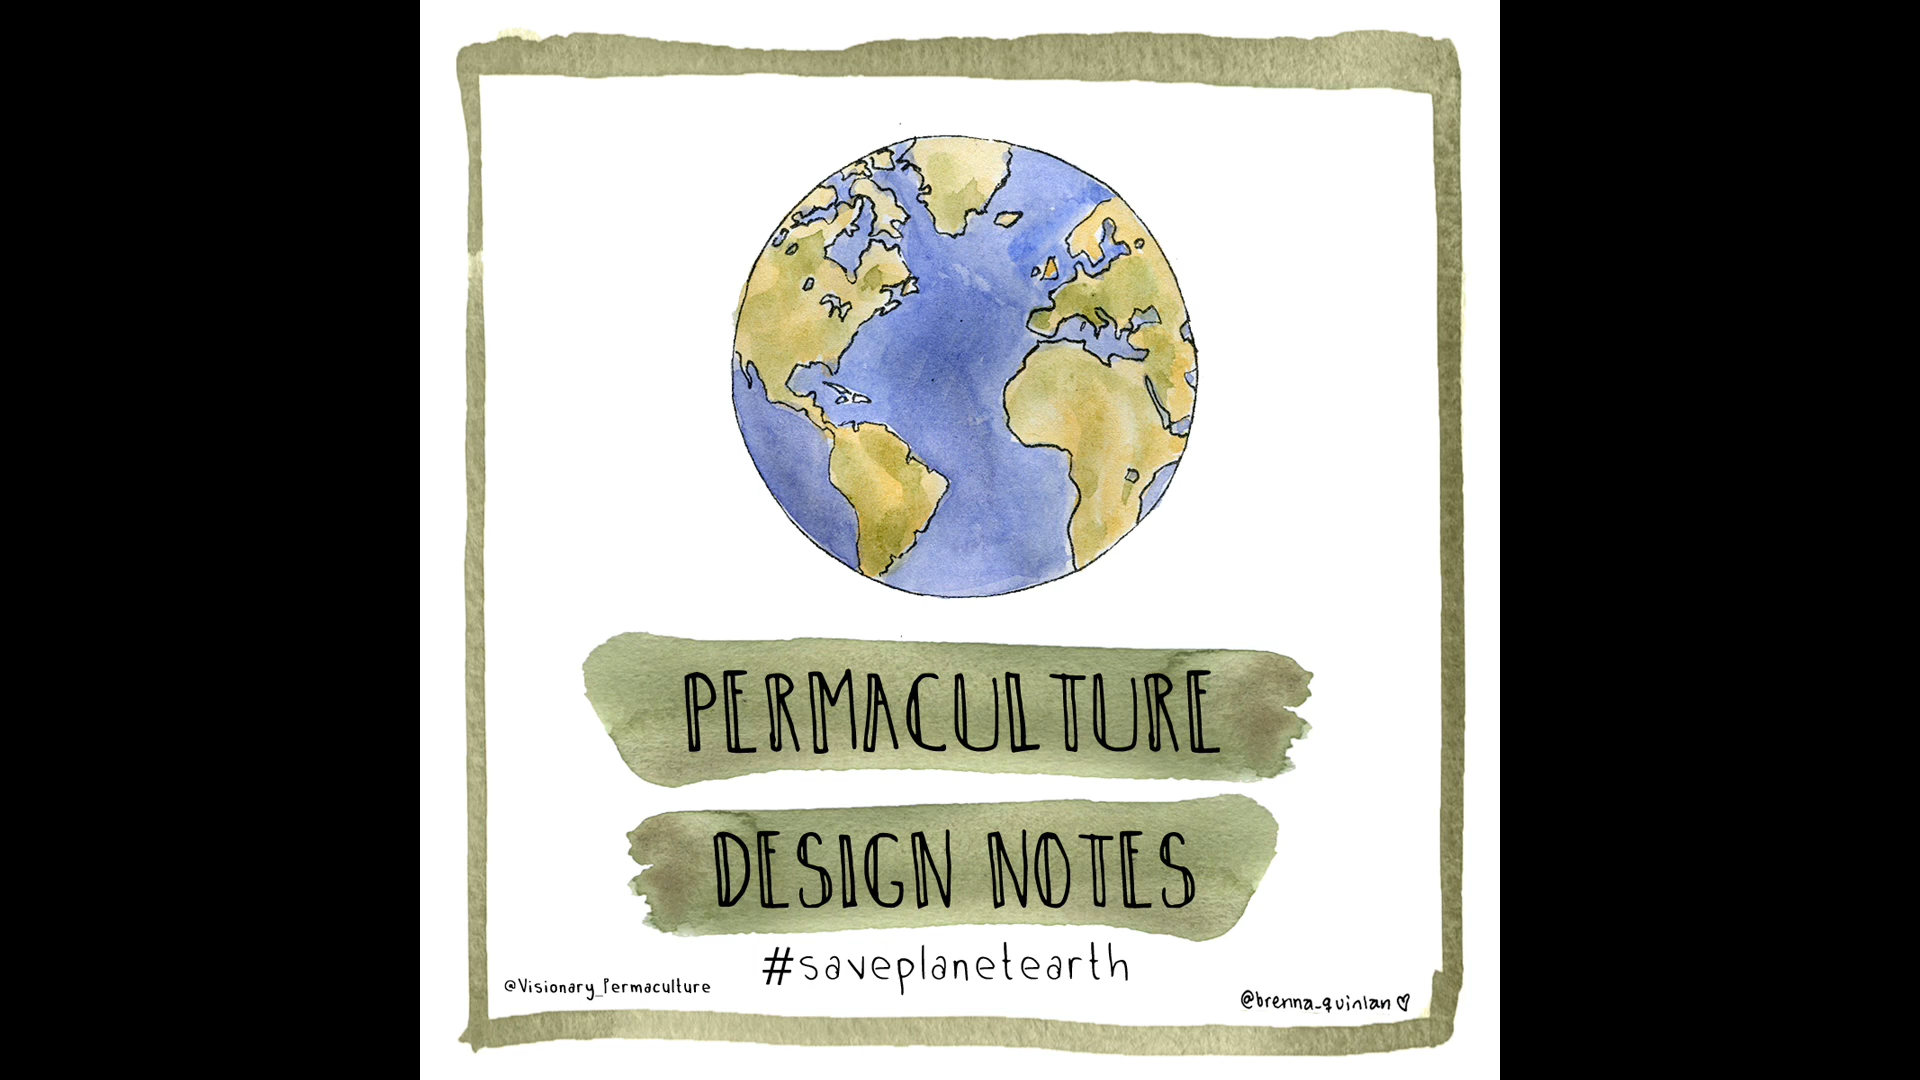 PERMACULTURE
DESIGN NOTES
#saveplanetearth
@Visionary_Permaculture
@brenna_quinlan